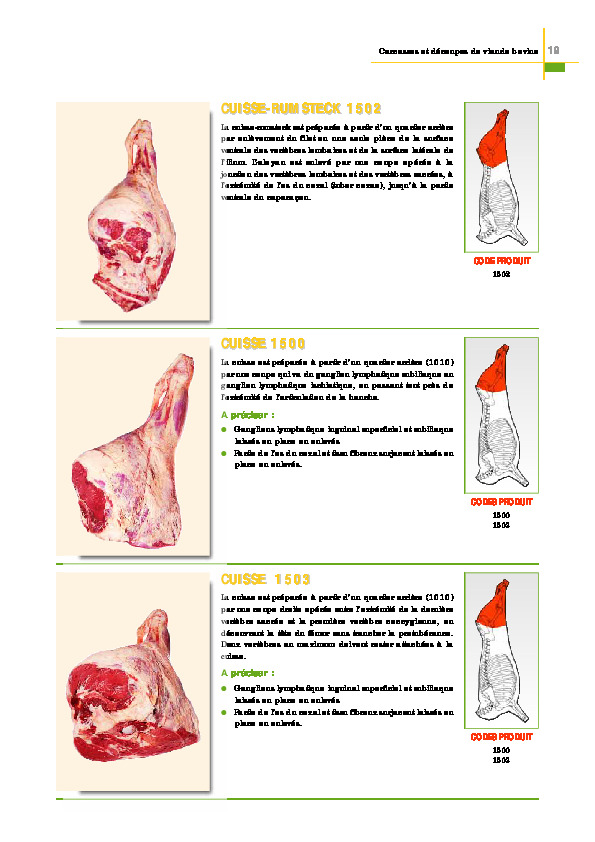 Carcasses et découpes de viande bovine 19
CUISSE-RUMSTECK 1502
La cuisse-rumsteck est préparée à partir d'un quartier arrière
par enlèvement du filet en une seule pièce de la surface
ventrale des vertèbres lombaires et de la surface latérale de
l'ilium. L'aloyau est enlevé par une coupe opérée à la
jonction des vertèbres lombaires et des vertèbres sacrées, à
l'extrémité de l'os du coxal (tuber coxae), jusqu'à la partie
ventrale du caparaçon.
CODE PRODUIT
1502
CUISSE 1500
La cuisse est préparée à partir d'un quartier arrière (1010)
par une coupe qui va du ganglion lymphatique subiliaque au
ganglion lymphatique ischiatique, en passant tout près de
l'extrémité de l'articulation de la hanche.
A préciser :
● Ganglions lymphatique inguinal superficiel et subiliaque
laissés en place ou enlevés
● Partie de l'os du coxal et tissu fibreux surjacent laissés en
place ou enlevés.
CODES PRODUIT
1500
1503
CUISSE 1503
La cuisse est préparée à partir d'un quartier arrière (1010)
par une coupe droite opérée entre l'extrémité de la dernière
vertèbre sacrée et la première vertèbre coccygienne, en
découvrant la tête du fémur sans trancher la protubérance.
Deux vertèbres au maximum doivent rester attachées à la
cuisse.
A préciser :
● Ganglions lymphatique inguinal superficiel et subiliaque
laissés en place ou enlevés
● Partie de l'os du coxal et tissu fibreux surjacent laissés en
place ou enlevés.
CODES PRODUIT
1500
1503